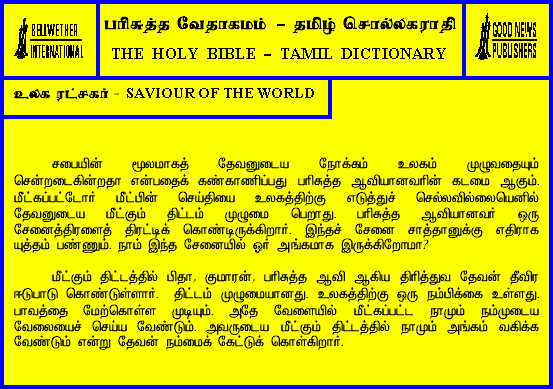 BELLWETHER
INTERNATIONAL
பரிசுத்த வேதாகமம் – தமிழ் சொல்லகராதி
THE HOLY BIBLE – TAMIL DICTIONARY
GOOD NEWS
PUBLISHERS
உலக ரட்சகர் - SAVIOUR OF THE WORLD
சபையின் மூலமாகத் தேவனுடைய நோக்கம் உலகம் முழுவதையும்
சென்றடைகின்றதா என்பதைக் கண்காணிப்பது பரிசுத்த ஆவியானவரின் கடமை ஆகும்.
மீட்கப்பட்டோர் மீட்பின் செய்தியை உலகத்திற்கு எடுத்துச் செல்லவில்லையெனில்
தேவனுடைய மீட்கும் திட்டம் முழுமை பெறாது. பரிசுத்த ஆவியானவர் ஒரு
சேனைத்திரளைத் திரட்டிக் கொண்டிருக்கிறார். இந்தச் சேனை சாத்தானுக்கு எதிராக
யுத்தம் பண்ணும். நாம் இந்த சேனையில் ஓர் அங்கமாக இருக்கிறோமா?
மீட்கும் திட்டத்தில் பிதா, குமாரன், பரிசுத்த ஆவி ஆகிய திரித்துவ தேவன் தீவிர
ஈடுபாடு கொண்டுள்ளார். திட்டம் முழுமையானது. உலகத்திற்கு ஒரு நம்பிக்கை உள்ளது.
பாவத்தை மேற்கொள்ள முடியும். அதே வேளையில் மீட்கப்பட்ட நாமும் நம்முடைய
வேலையைச் செய்ய வேண்டும். அவருடைய மீட்கும் திட்டத்தில் நாமும் அங்கம் வகிக்க
வேண்டும் என்று தேவன் நம்மைக் கேட்டுக் கொள்கிறார்.